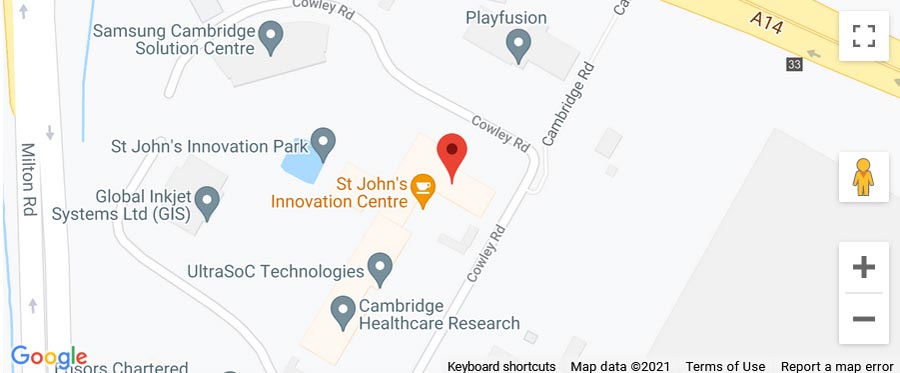 Cowley Rd
Playfusion
A14
Samsung Cambridge
Solution Centre
33
Cambridge Rd
Ca
Cowley Rd
St John's Innovation Park
Milton Rd
St John's
Innovation Centre
Global Inkjet
Systems Ltd (GIS)
Cowley Rd
UltraSoC Technologies
Cambridge
Healthcare Research
Google
Chartered
Keyboard shortcuts
Map data ©2021
Terms of Use
Report a map error